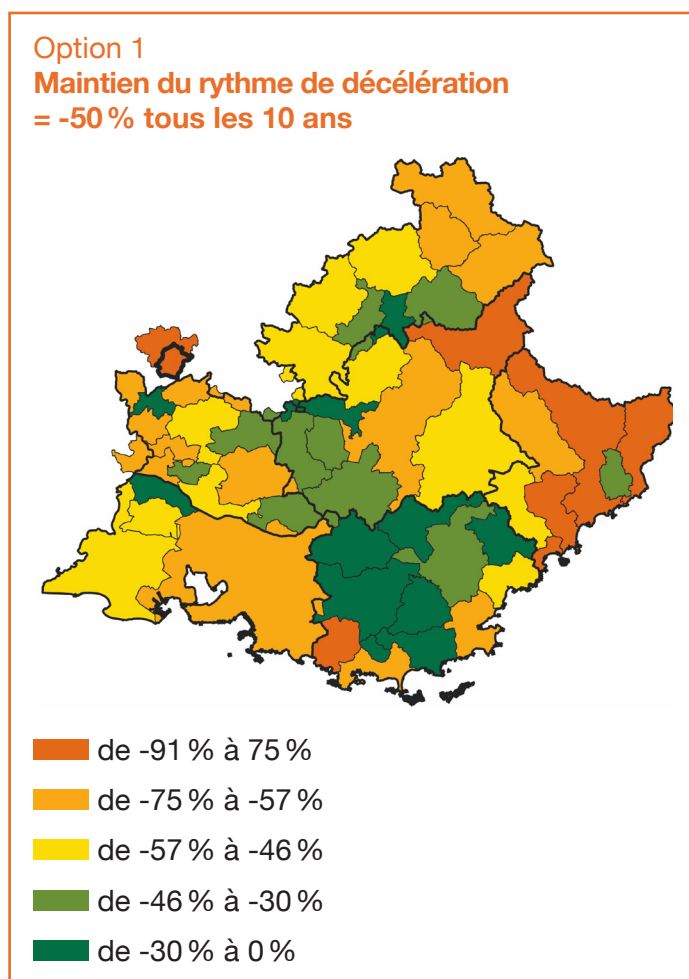 Option 1
Maintien du rythme de décélération
= -50 % tous les 10 ans
de -91 % à 75 %
de -75 % à -57 %
de -57 % à -46 %
de -46 % à -30 %
de -30 % à 0 %